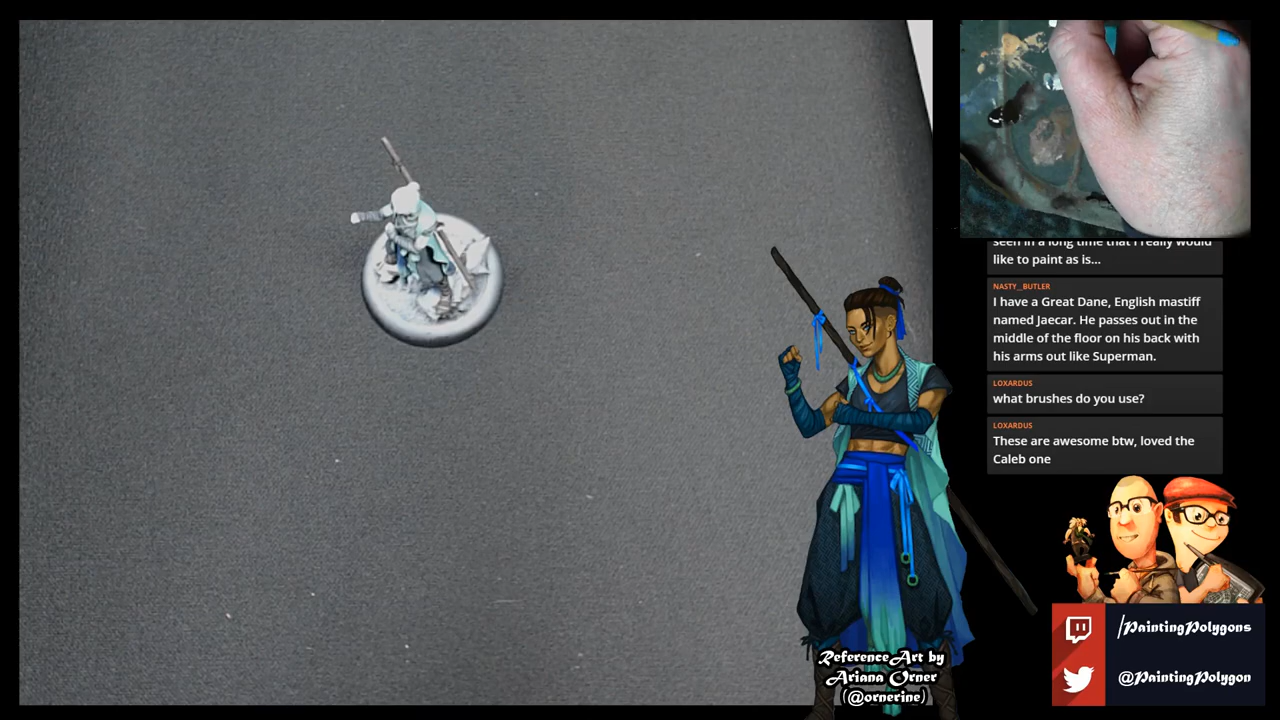 seen in a long time that I really would
like to paint as is...
NASTY_BUTLER
I have a Great Dane, English mastiff
named Jaecar. He passes out in the
middle of the floor on his back with
his arms out like Superman.
LOXARDUS
what brushes do you use?
LOXARDUS
These are awesome btw, loved the
Caleb one
Reference Art by
Ariana Orner
(@ornerine)
/PaintingPolygons
@PaintingPolygon